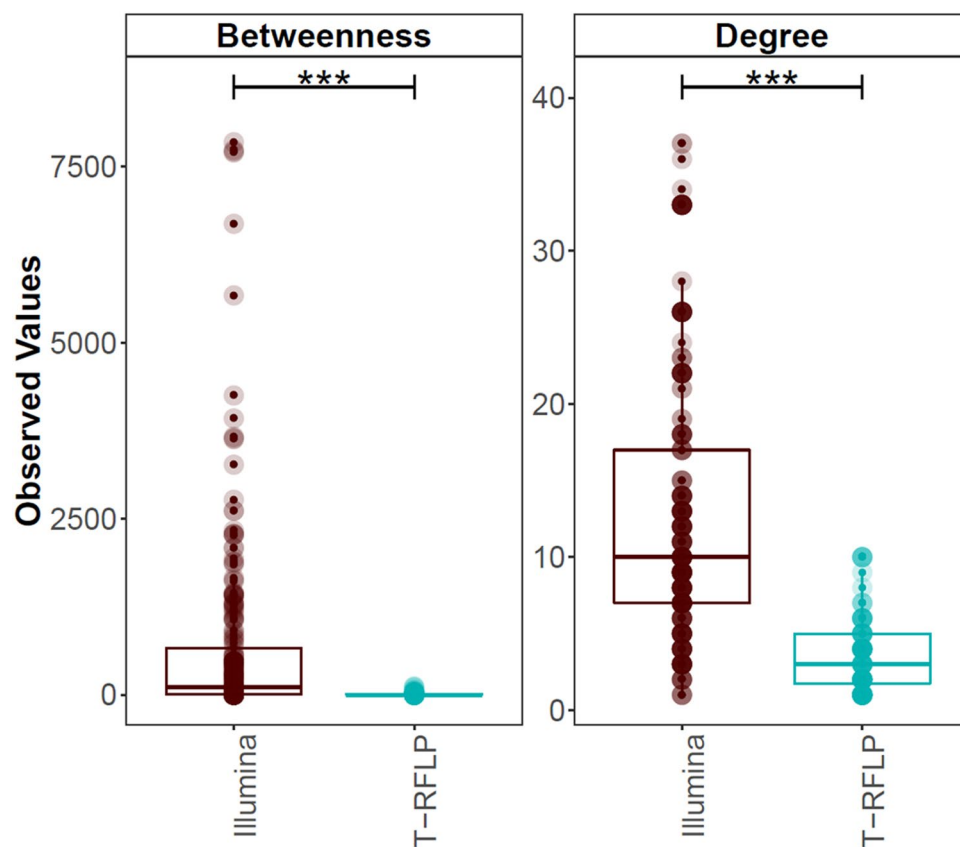 Betweenness
Degree
***
***
Observed Values
7500
5000
2500
0
40
30
20
10
0
Illumina
T−RFLP
Illumina
T−RFLP